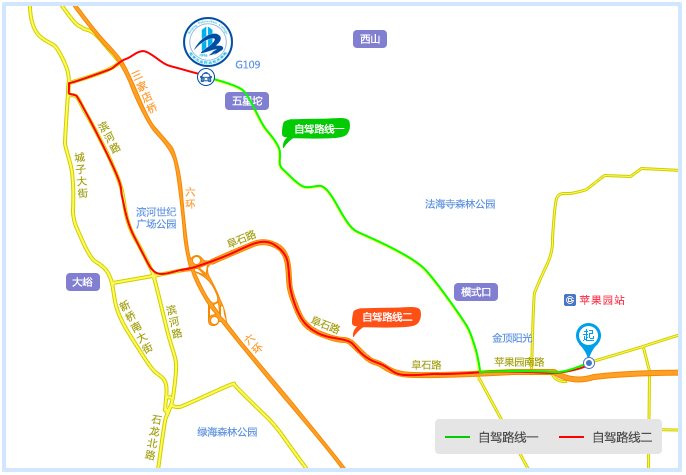 西山
G109
三家店桥
五星坨
自驾路线一
滨河路
城子大街
六环
滨河世纪
广场公园
法海寺森林公园
阜石路
大峪
模式口
苹果园站
新桥南大街
滨河路
阜石路
自驾路线二
六环
金顶阳光
起
苹果园南路
阜石路
石龙北路
绿海森林公园
自驾路线一
自驾路线二